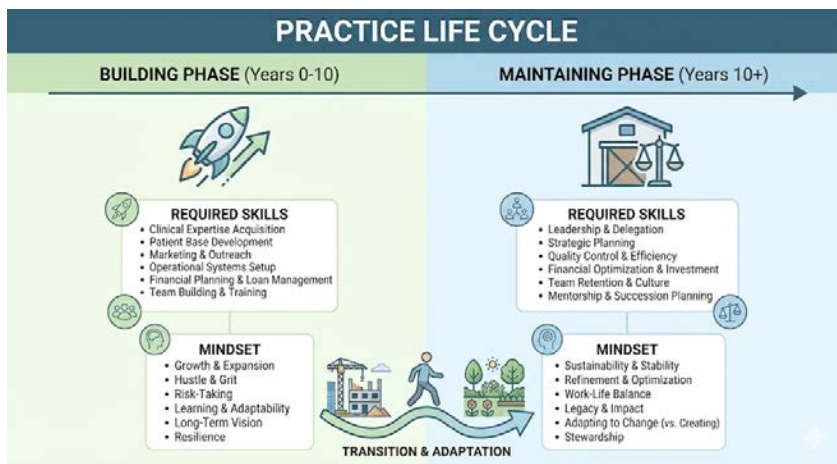 PRACTICE LIFE CYCLE
BUILDING PHASE (Years 0-10)
MAINTAINING PHASE (Years 10+)
REQUIRED SKILLS
• Clinical Expertise Acquisition
• Patient Base Development
• Marketing & Outreach
• Operational Systems Setup
• Financial Planning & Loan Management
• Team Building & Training
MINDSET
• Growth & Expansion
• Hustle & Grit
• Risk-Taking
• Learning & Adaptability
• Long-Term Vision
• Resilience
REQUIRED SKILLS
• Leadership & Delegation
• Strategic Planning
• Quality Control & Efficiency
• Financial Optimization & Investment
• Team Retention & Culture
• Mentorship & Succession Planning
MINDSET
• Sustainability & Stability
• Refinement & Optimization
• Work-Life Balance
• Legacy & Impact
• Adapting to Change (vs. Creating)
• Stewardship
TRANSITION & ADAPTATION